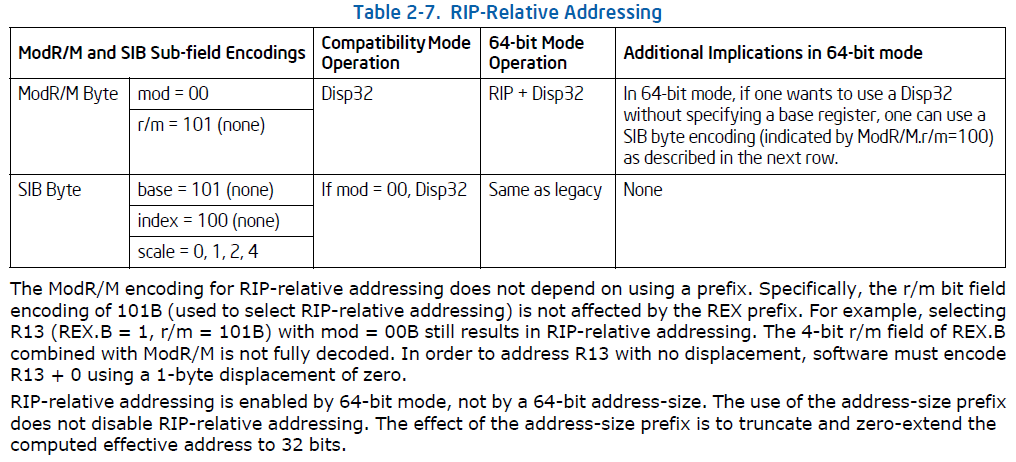 Table 2-7. RIP-Relative Addressing
ModR/M and SIB Sub-field Encodings
Compatibility Mode
Operation
64-bit Mode
Operation
Additional Implications in 64-bit mode
ModR/M Byte
mod = 00
r/m = 101 (none)
Disp32
RIP + Disp32
In 64-bit mode, if one wants to use a Disp32
without specifying a base register, one can use a
SIB byte encoding (indicated by ModR/M.r/m=100)
as described in the next row.
SIB Byte
base = 101 (none)
index = 100 (none)
scale = 0, 1, 2, 4
If mod = 00, Disp32
Same as legacy
None
The ModR/M encoding for RIP-relative addressing does not depend on using a prefix. Specifically, the r/m bit field
encoding of 101B (used to select RIP-relative addressing) is not affected by the REX prefix. For example, selecting
R13 (REX.B = 1, r/m = 101B) with mod = 00B still results in RIP-relative addressing. The 4-bit r/m field of REX.B
combined with ModR/M is not fully decoded. In order to address R13 with no displacement, software must encode
R13 + 0 using a 1-byte displacement of zero.
RIP-relative addressing is enabled by 64-bit mode, not by a 64-bit address-size. The use of the address-size prefix
does not disable RIP-relative addressing. The effect of the address-size prefix is to truncate and zero-extend the
computed effective address to 32 bits.